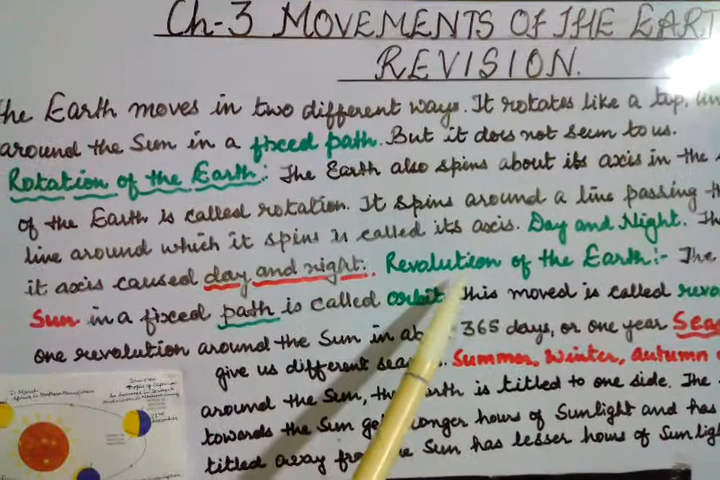 Ch-3 MOVEMENTS OF THE EART
REVISION.
the Earth moves in two different ways. It rotates like a top,
around the Sun in a fixed path. But it does not seem to us.
Rotation of the Earth: The Earth also spins about its axis in the
of the Earth is called rotation. It spins around a line passing
line around which it spins is called its axis. Day and Night. Th
it axis caused day and night. Revolution of the Earth:- The
Sun in a fixed path is called orbit This moved is called revo
one revolution around the Sun in 365 days, or one year Seas
give us different Summer, Winter, autumn
around the Sun, the Earth is titled to one side. The
towards the Sun longer hours of Sunlight and has
titled away the Sun has lesser hours of Sunligh